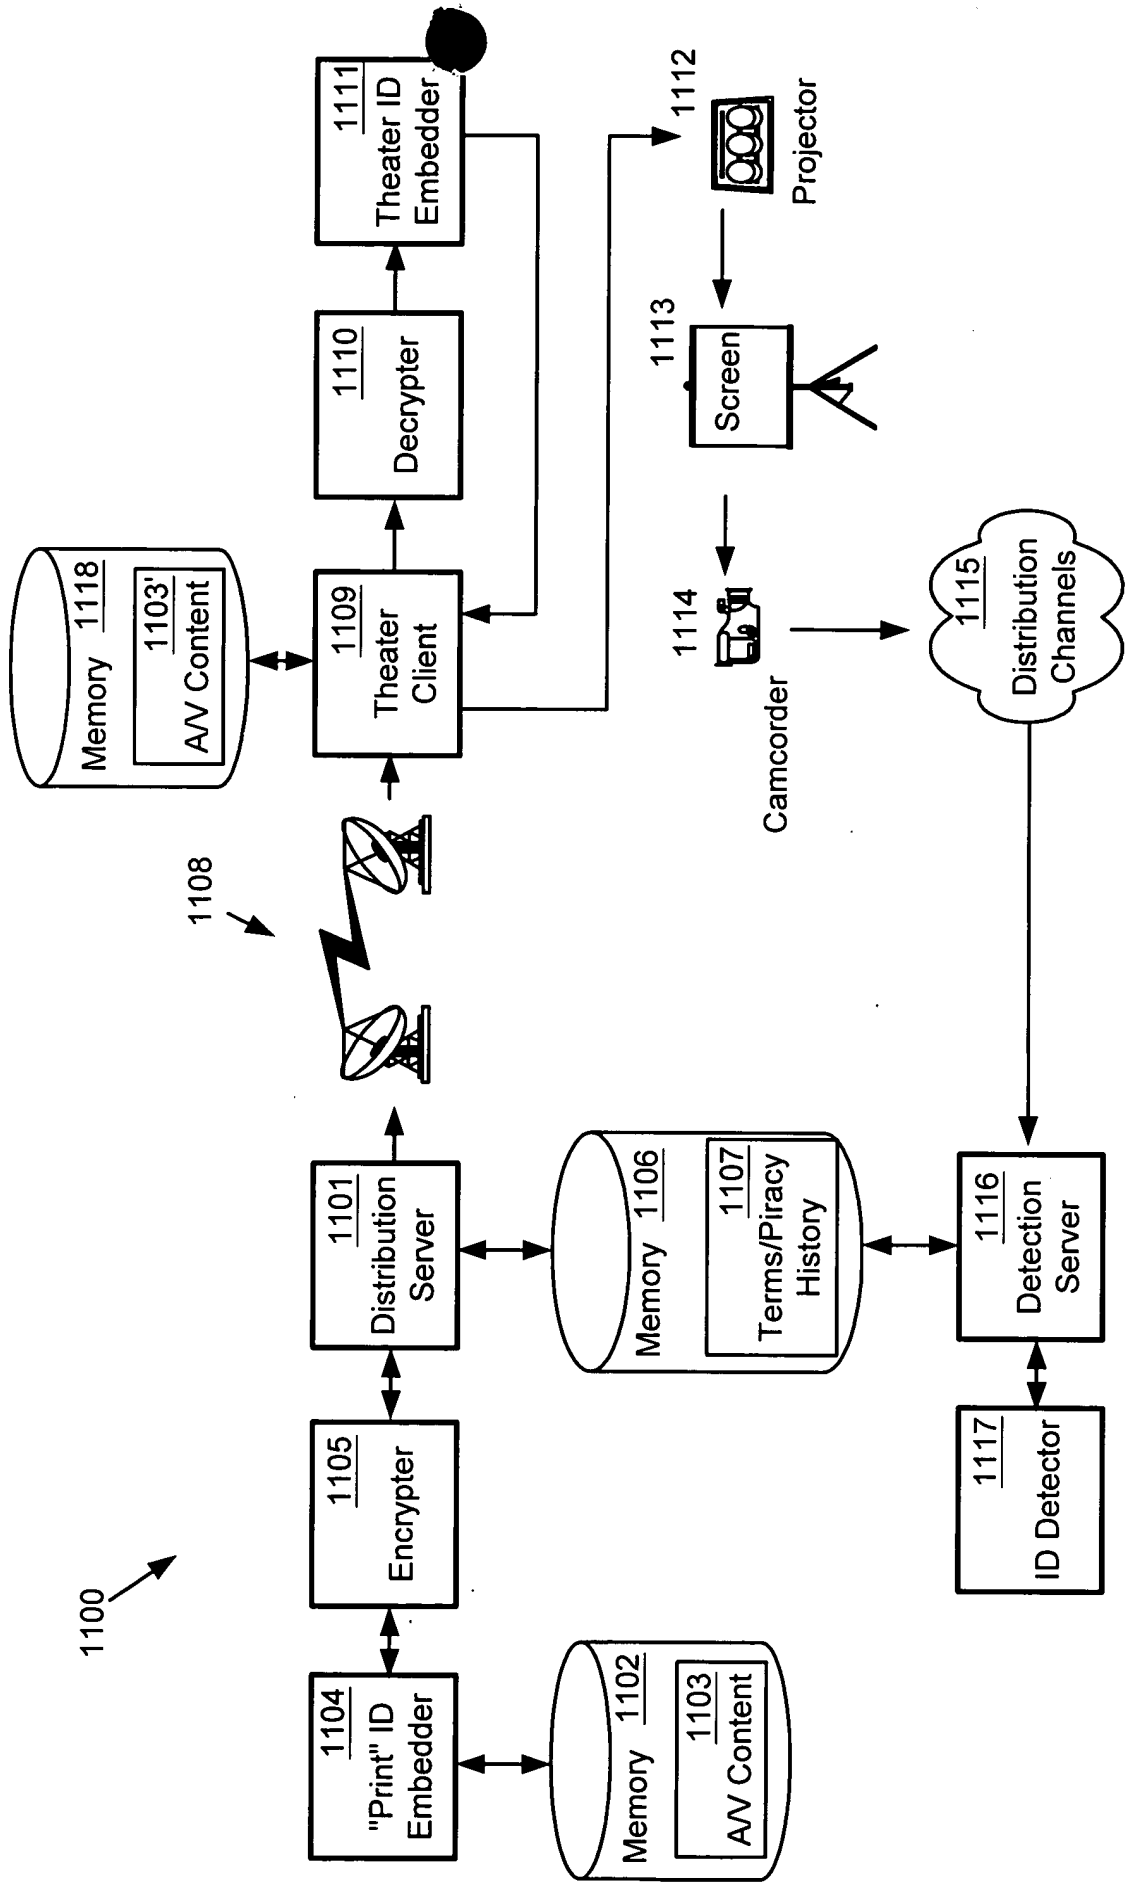 1100
1104
"Print" ID
Embedder
1105
Encrypter
1101
Distribution
Server
1108
1109
Theater
Client
1110
Decrypter
1111
Theater ID
Embedder
Memory 1118
1103'
A/V Content
Memory 1102
1103
A/V Content
Memory 1106
1107
Terms/Piracy
History
1112
Projector
1113
Screen
1114
Camcorder
1115
Distribution
Channels
1116
Detection
Server
1117
ID Detector